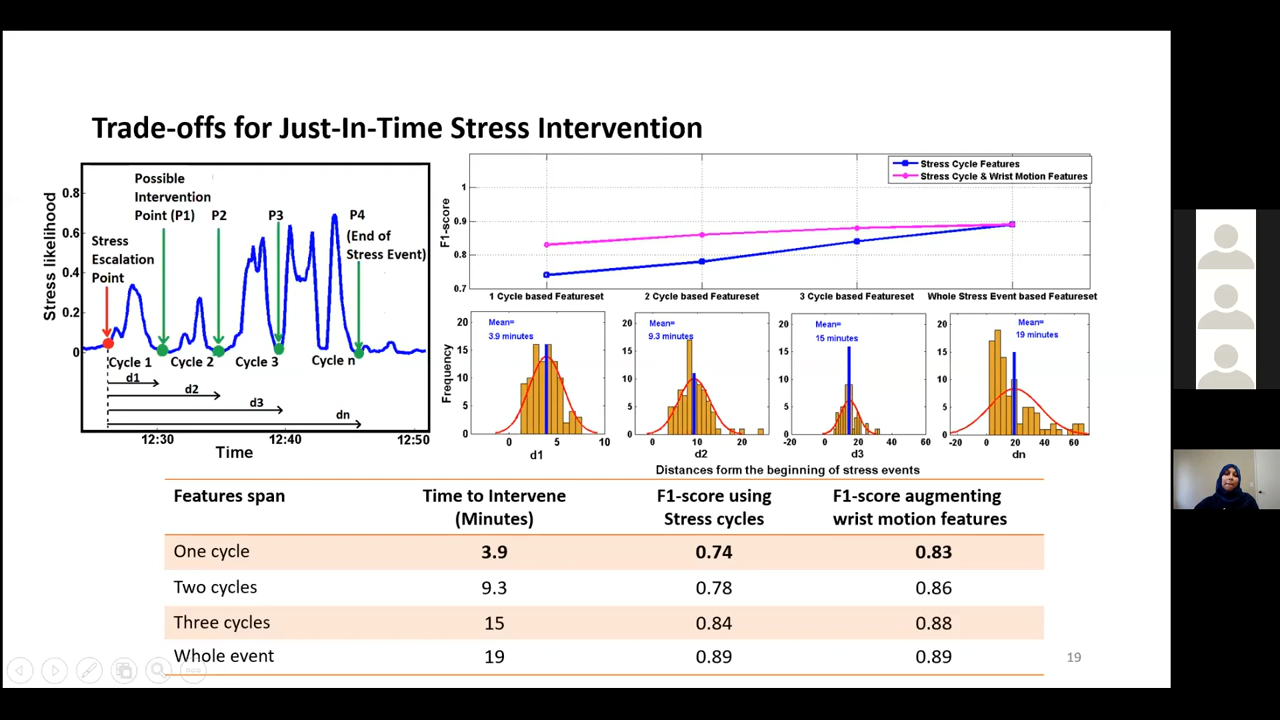 Trade-offs for Just-In-Time Stress Intervention
Stress likelihood
0.8
0.6
0.4
0.2
0
Possible
Intervention
Point (P1)
P2
P3
P4
(End of
Stress Event)
Stress
Escalation
Point
Cycle 1
Cycle 2
Cycle 3
Cycle n
d1
d2
d3
dn
12:30
12:40
12:50
Time
F1-score
1
0.9
0.8
0.7
Stress Cycle Features
Stress Cycle & Wrist Motion Features
1 Cycle based Featureset
2 Cycle based Featureset
3 Cycle based Featureset
Whole Stress Event based Featureset
Frequency
20
15
10
5
0
Mean=
3.9 minutes
0
5
10
d1
20
15
10
5
0
Mean=
9.3 minutes
0
10
20
d2
20
15
10
5
0
Mean=
15 minutes
-20
0
20
40
60
d3
20
15
10
5
0
Mean=
19 minutes
-20
0
20
40
60
dn
Distances form the beginning of stress events
Features span
Time to Intervene
(Minutes)
F1-score using
Stress cycles
F1-score augmenting
wrist motion features
One cycle 3.9 0.74 0.83
Two cycles 9.3 0.78 0.86
Three cycles 15 0.84 0.88
Whole event 19 0.89 0.89
19